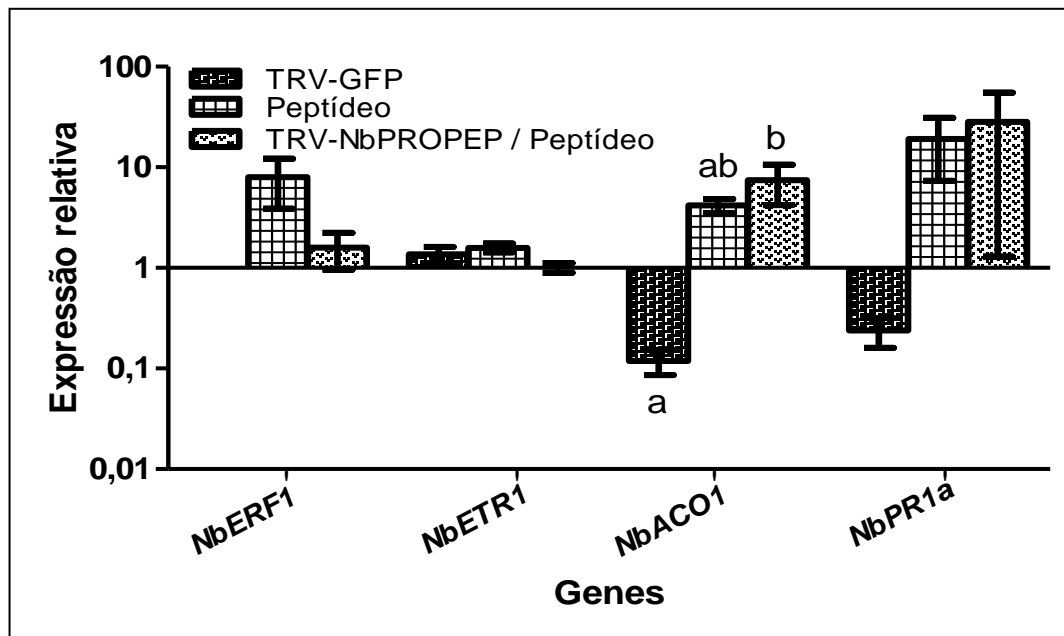 TRV-GFP
Peptídeo
TRV-NbPROPEP / Peptídeo
Expressão relativa
100
10
1
0,1
0,01
a
ab
b
NbERF1
NbETR1
NbACO1
NbPR1a
Genes